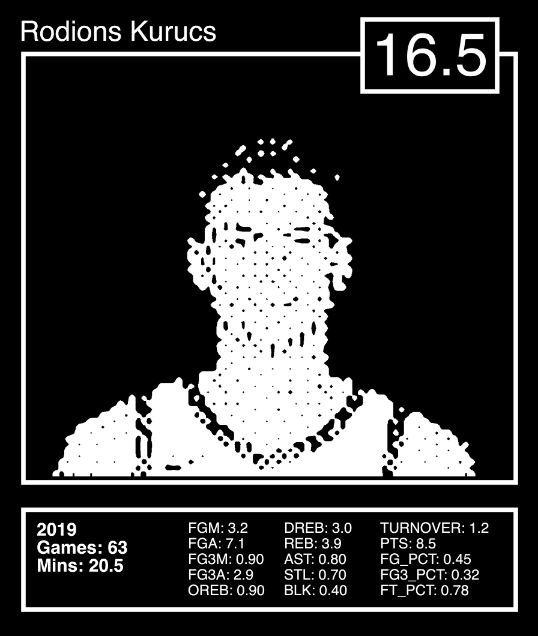 Rodions Kurucs
16.5
2019
Games: 63
Mins: 20.5
FGM: 3.2
FGA: 7.1
FG3M: 0.90
FG3A: 2.9
OREB: 0.90
DREB: 3.0
REB: 3.9
AST: 0.80
STL: 0.70
BLK: 0.40
TURNOVER: 1.2
PTS: 8.5
FG_PCT: 0.45
FG3_PCT: 0.32
FT_PCT: 0.78